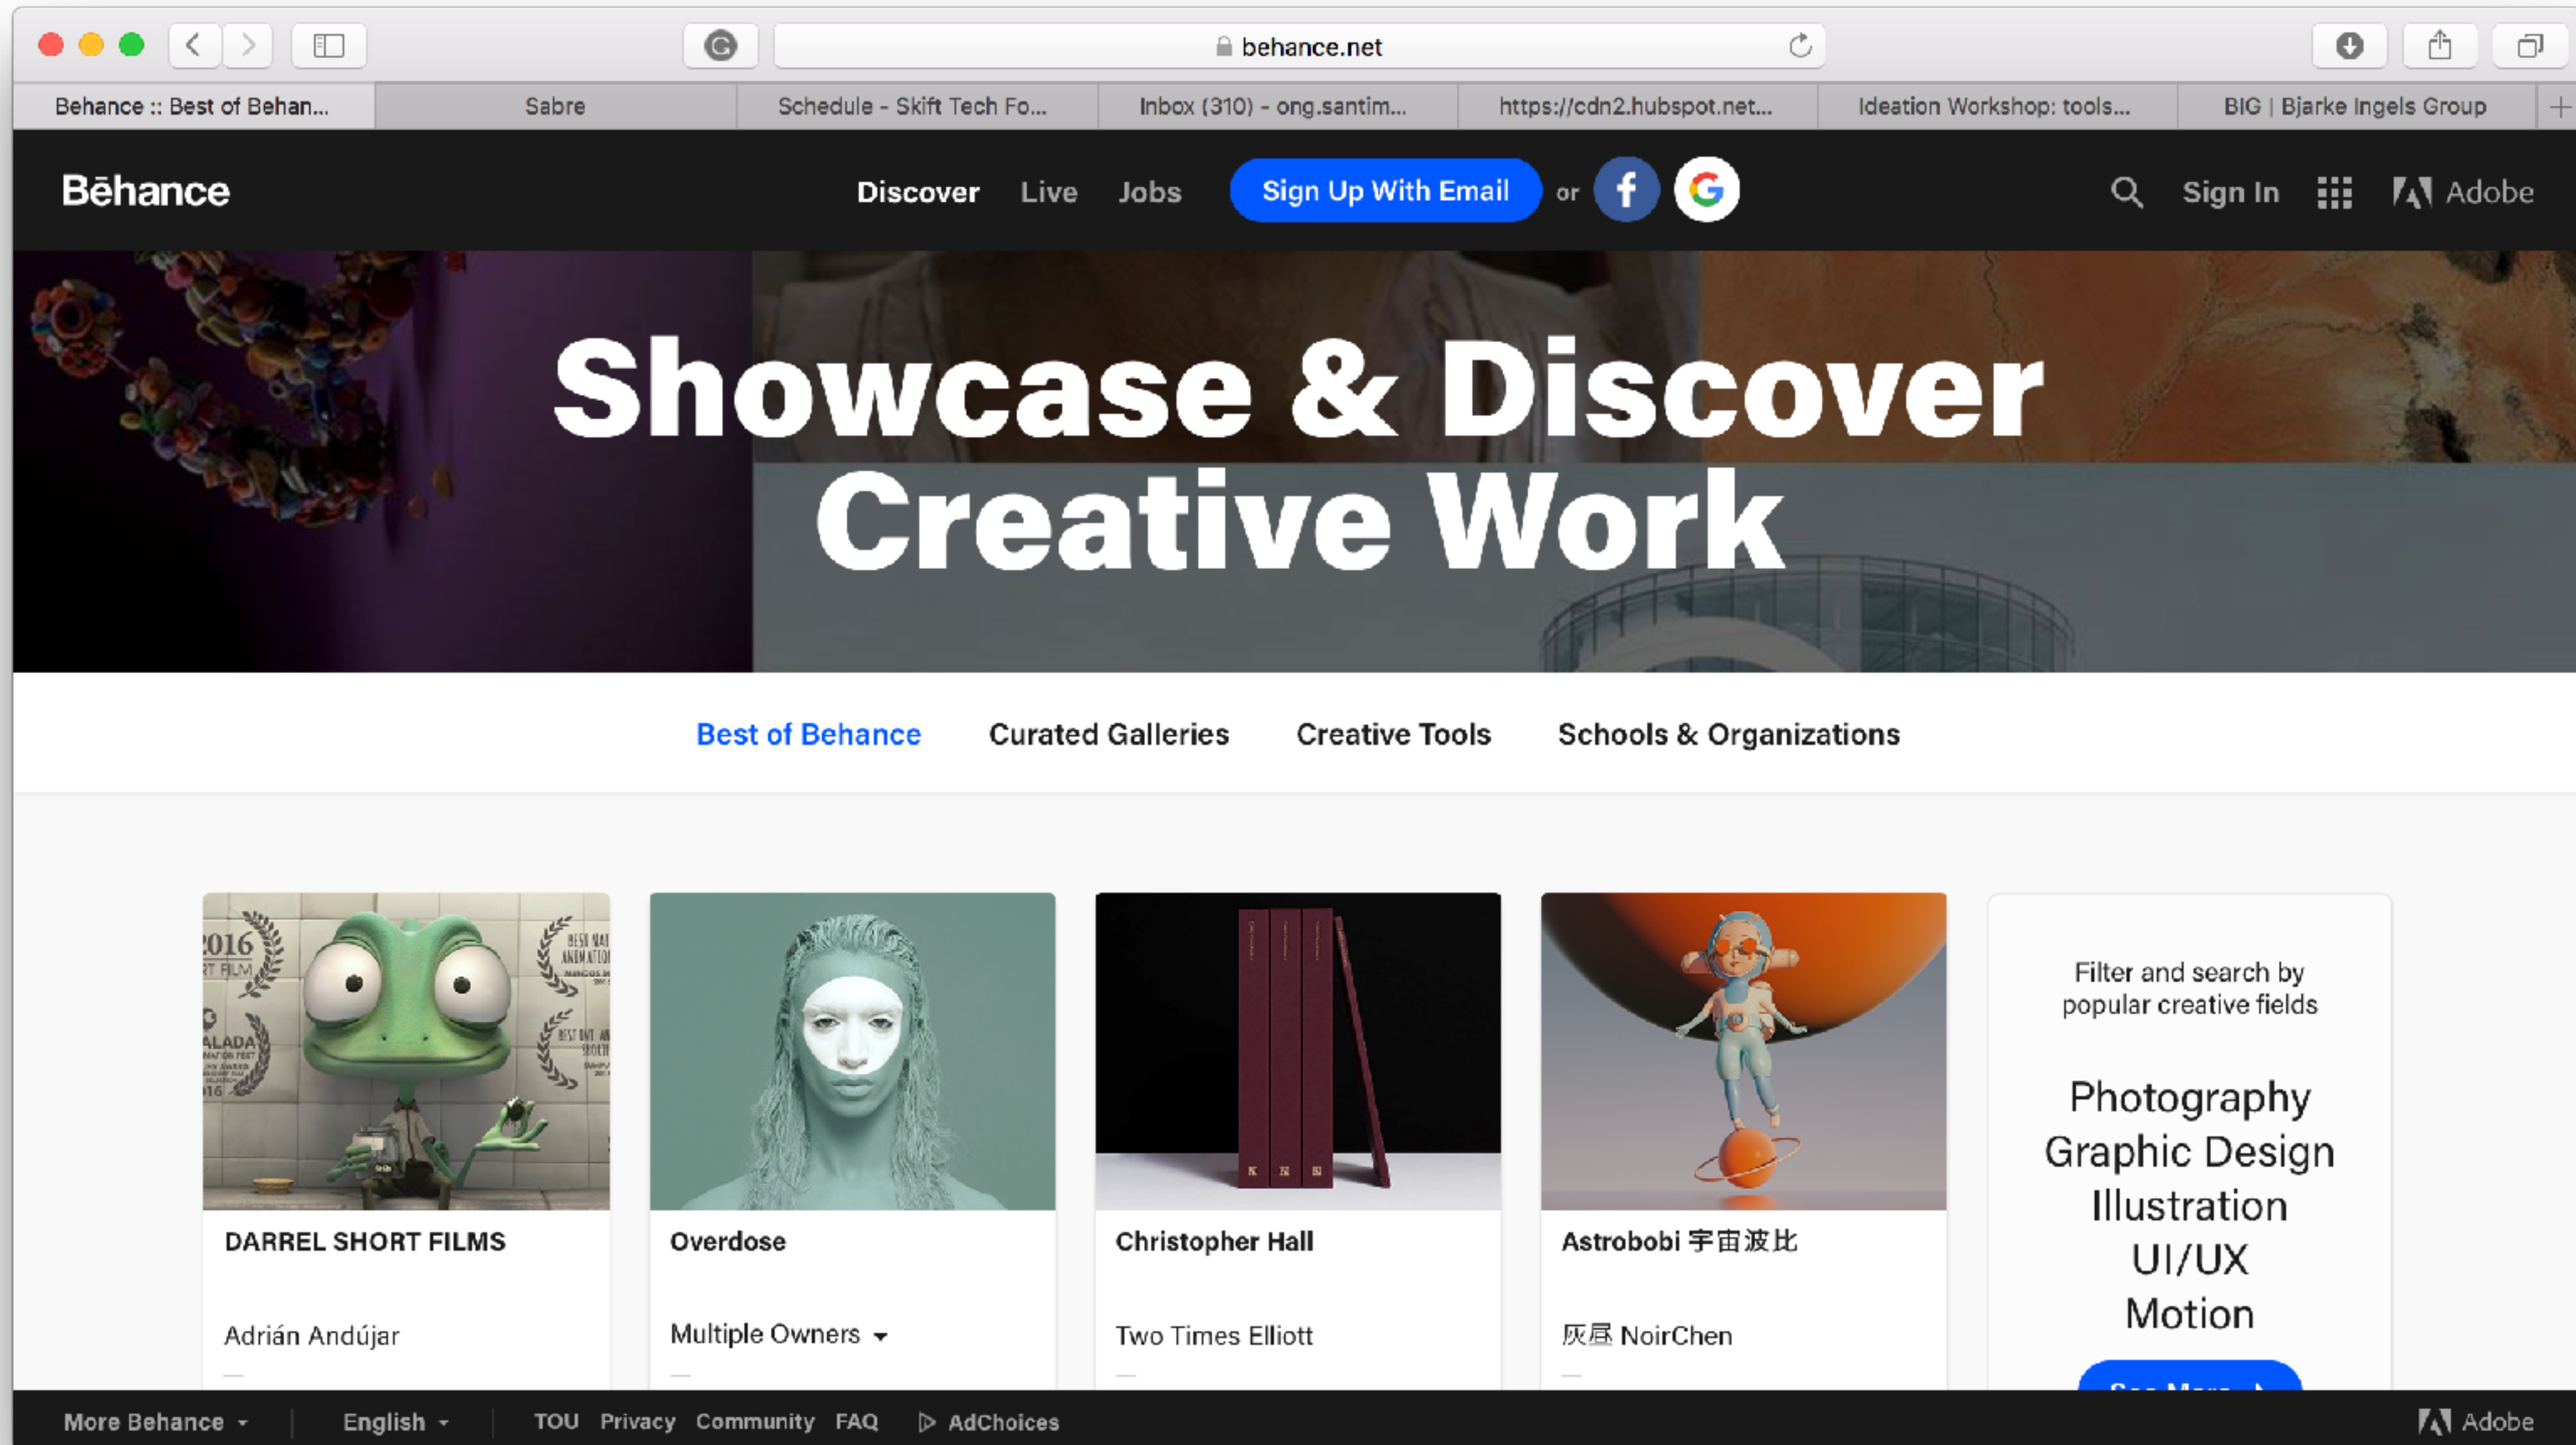 behance.net
Behance :: Best of Behan...
Sabre
Schedule - Skift Tech Fo...
Inbox (310) - ong.santim...
https://cdn2.hubspot.net...
Ideation Workshop: tools...
BIG | Bjarke Ingels Group
Bēhance
Discover
Live
Jobs
Sign Up With Email
or
Sign In
Adobe
Showcase & Discover
Creative Work
Best of Behance
Curated Galleries
Creative Tools
Schools & Organizations
2016
DARREL SHORT FILMS
Adrián Andújar
Overdose
Multiple Owners
Christopher Hall
Two Times Elliott
Astrobobi 宇宙波比
灰昼 NoirChen
Filter and search by
popular creative fields
Photography
Graphic Design
Illustration
UI/UX
Motion
See More
More Behance
English
TOU
Privacy
Community
FAQ
AdChoices
Adobe